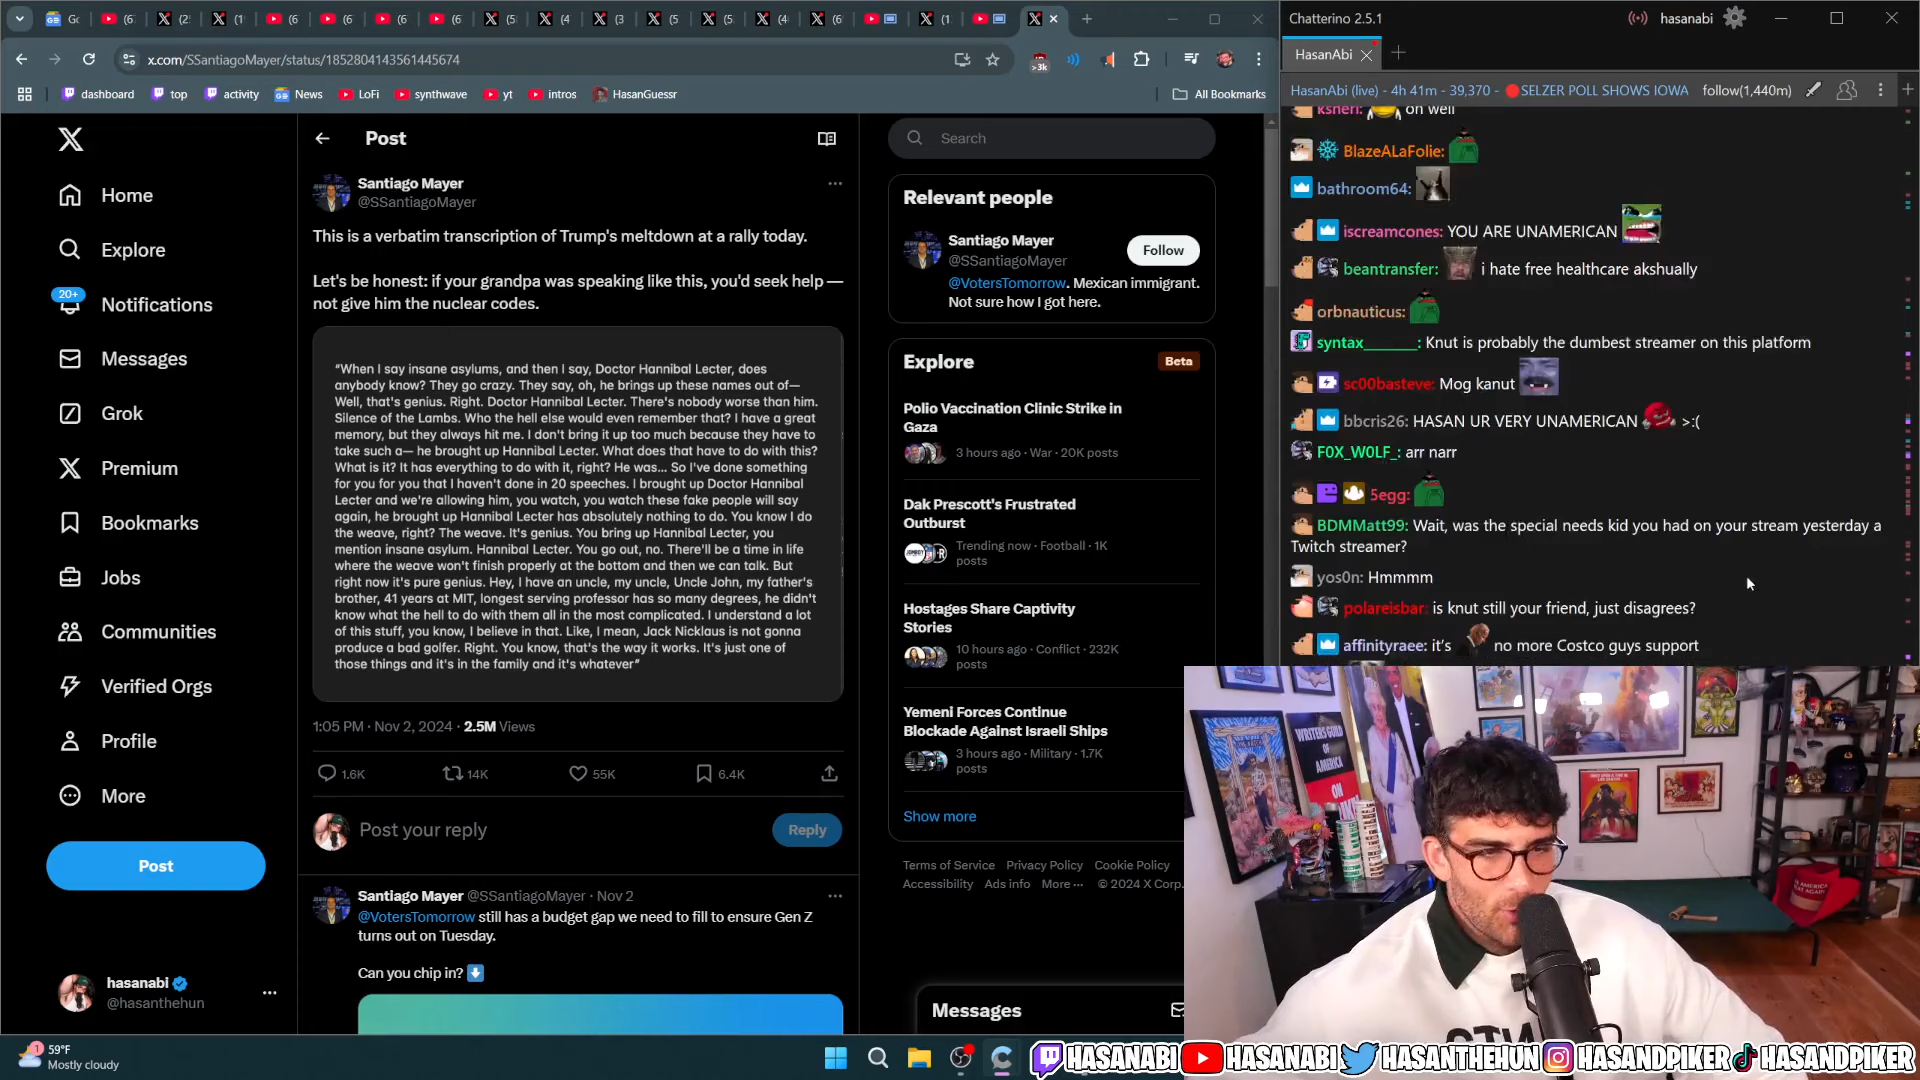 x.com/SSantiagoMayer/status/1852804143561445674
dashboard
top
activity
News
LoFi
synthwave
yt
intros
HasanGuessr
All Bookmarks
Home
Explore
20+
Notifications
Messages
Grok
Premium
Bookmarks
Jobs
Communities
Verified Orgs
Profile
More
Post
hasanabi
@hasanthehun
Post
Santiago Mayer
@SSantiagoMayer
This is a verbatim transcription of Trump's meltdown at a rally today.
Let's be honest: if your grandpa was speaking like this, you'd seek help —
not give him the nuclear codes.
“When I say insane asylums, and then I say, Doctor Hannibal Lecter, does
anybody know? They go crazy. They say, oh, he brings up these names out of—
Well, that's genius. Right. Doctor Hannibal Lecter. There's nobody worse than him.
Silence of the Lambs. Who the hell else would even remember that? I have a great
memory, but they always hit me. I don't bring it up too much because they have to
take such a— he brought up Hannibal Lecter. What does that have to do with this?
What is it? It has everything to do with it, right? He was... So I've done something
for you for you that I haven't done in 20 speeches. I brought up Doctor Hannibal
Lecter and we're allowing him, you watch, you watch these fake people will say
again, he brought up Hannibal Lecter has absolutely nothing to do. You know I do
the weave, right? The weave. It's genius. You bring up Hannibal Lecter, you
mention insane asylum. Hannibal Lecter. You go out, no. There'll be a time in life
where the weave won't finish properly at the bottom and then we can talk. But
right now it's pure genius. Hey, I have an uncle, my uncle, Uncle John, my father's
brother, 41 years at MIT, longest serving professor has so many degrees, he didn't
know what the hell to do with them all in the most complicated. I understand a lot
of this stuff, you know, I believe in that. Like, I mean, Jack Nicklaus is not gonna
produce a bad golfer. Right. You know, that's the way it works. It's just one of
those things and it's in the family and it's whatever”
1:05 PM · Nov 2, 2024 · 2.5M Views
1.6K 14K 55K 6.4K
Post your reply
Reply
Santiago Mayer @SSantiagoMayer · Nov 2
@VotersTomorrow still has a budget gap we need to fill to ensure Gen Z
turns out on Tuesday.
Can you chip in?
Search
Relevant people
Santiago Mayer
@SSantiagoMayer
Follow
@VotersTomorrow. Mexican immigrant.
Not sure how I got here.
Explore
Beta
Polio Vaccination Clinic Strike in
Gaza
3 hours ago · War · 20K posts
Dak Prescott's Frustrated
Outburst
Trending now · Football · 1K
posts
Hostages Share Captivity
Stories
10 hours ago · Conflict · 232K
posts
Yemeni Forces Continue
Blockade Against Israeli Ships
3 hours ago · Military · 1.7K
posts
Show more
Terms of Service Privacy Policy Cookie Policy
Accessibility Ads info More ··· © 2024 X Corp.
Messages
Chatterino 2.5.1
hasanabi
HasanAbi
HasanAbi (live) - 4h 41m - 39,370 - SELZER POLL SHOWS IOWA
follow(1,440m)
ksheri: oh well
BlazeALaFolie:
bathroom64:
iscreamcones: YOU ARE UNAMERICAN
beantransfer: i hate free healthcare akshually
orbnauticus:
syntax_______: Knut is probably the dumbest streamer on this platform
sc00basteve: Mog kanut
bbcris26: HASAN UR VERY UNAMERICAN >:(
F0X_W0LF_: arr narr
5egg:
BDMMatt99: Wait, was the special needs kid you had on your stream yesterday a
Twitch streamer?
yos0n: Hmmmm
polareisbar: is knut still your friend, just disagrees?
affinityraee: it’s no more Costco guys support
WRITERS GUILD OF
AMERICA
ON
1
59°F
Mostly cloudy
HASANABI HASANABI HASANTHEHUN HASANDPIKER HASANDPIKER